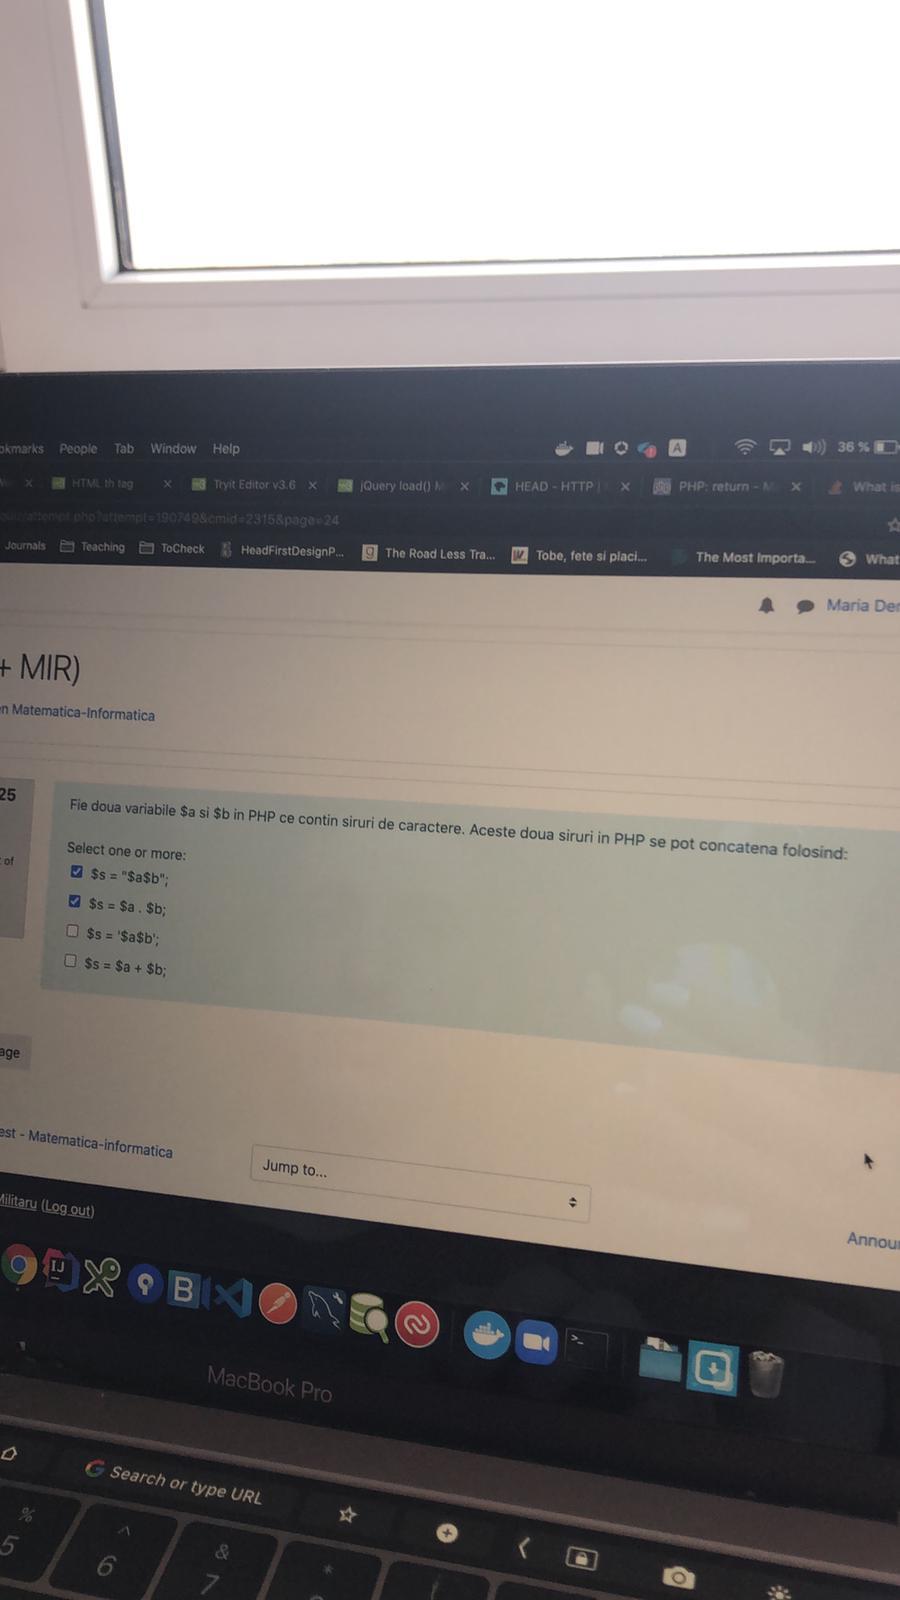 okmarks People Tab Window Help 36 %
HTML th tag Tryit Editor v3.6 jQuery load() M HEAD - HTTP | PHP: return - M What is
quiz/attempt.php?attempt=190749&cmid=2315&page=24
Journals Teaching ToCheck HeadFirstDesignP... The Road Less Tra... Tobe, fete si placi... The Most Importa... What
Maria Der
+ MIR)
n Matematica-Informatica
25
of
Fie doua variabile $a si $b in PHP ce contin siruri de caractere. Aceste doua siruri in PHP se pot concatena folosind:
Select one or more:
$s = "$a$b";
$s = $a . $b;
$s = '$a$b';
$s = $a + $b;
age
est - Matematica-informatica
Jump to...
Militaru (Log out)
Annou
MacBook Pro
Search or type URL
% ^ & *
5 6 7